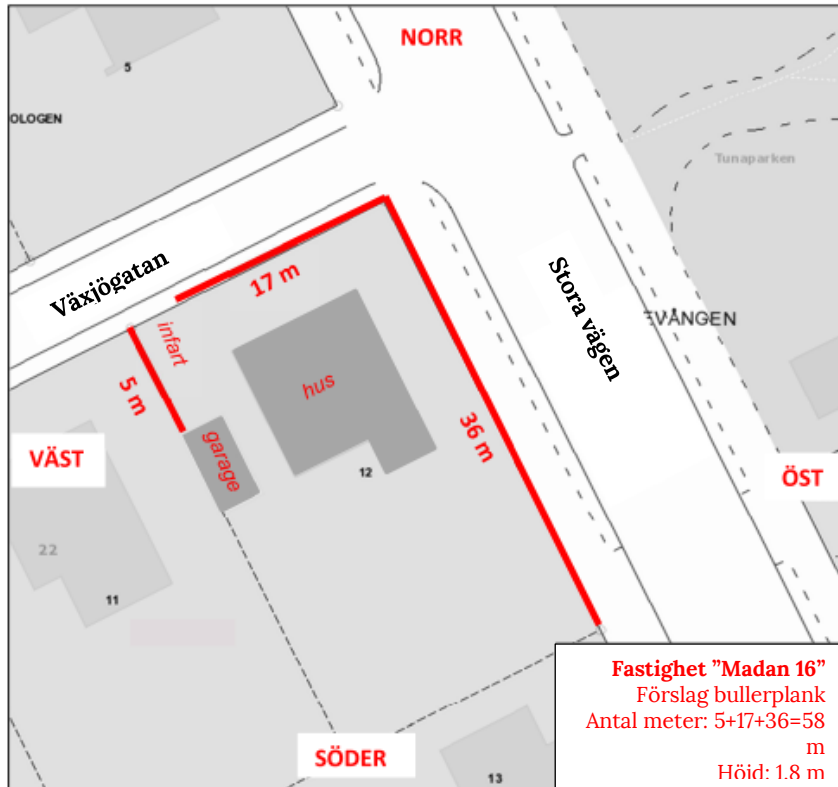 NORR
5
OLOGEN
Tunaparken
Växjögatan
17 m
Stora vägen
EVÅNGEN
infart
5 m
hus
36 m
VÄST
garage
12
ÖST
22
11
Fastighet "Madan 16"
Förslag bullerplank
Antal meter: 5+17+36=58
m
Höjd: 1.8 m
SÖDER
13